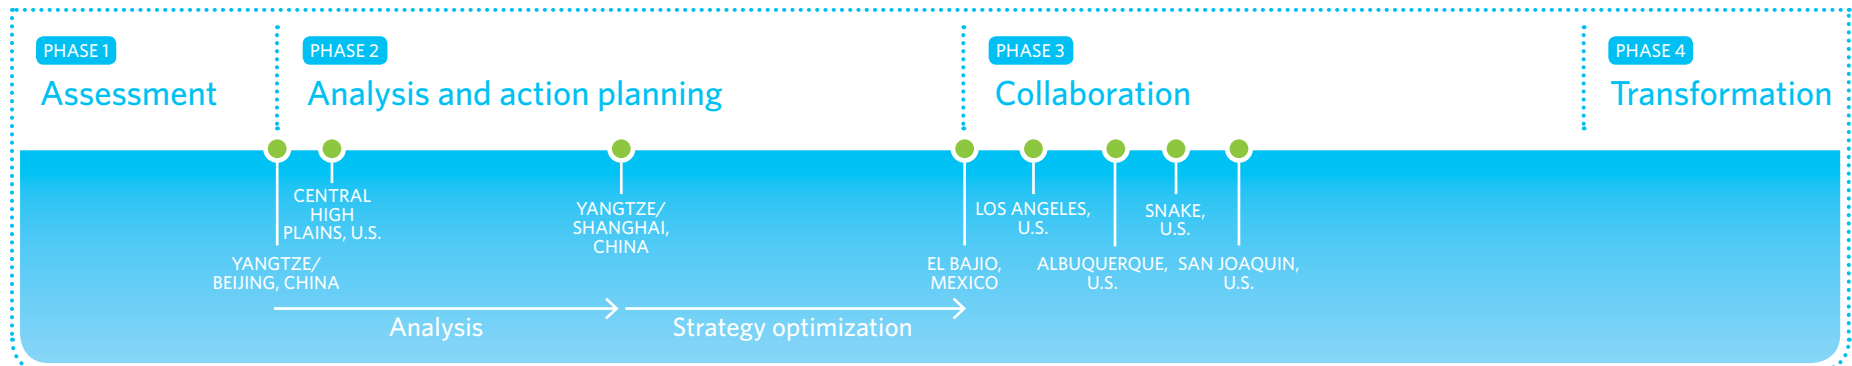 PHASE 1
Assessment
PHASE 2
Analysis and action planning
PHASE 3
Collaboration
PHASE 4
Transformation
YANGTZE/
BEIJING, CHINA
CENTRAL
HIGH
PLAINS, U.S.
YANGTZE/
SHANGHAI,
CHINA
EL BAJIO,
MEXICO
LOS ANGELES,
U.S.
ALBUQUERQUE,
U.S.
SNAKE,
U.S.
SAN JOAQUIN,
U.S.
Analysis
Strategy optimization